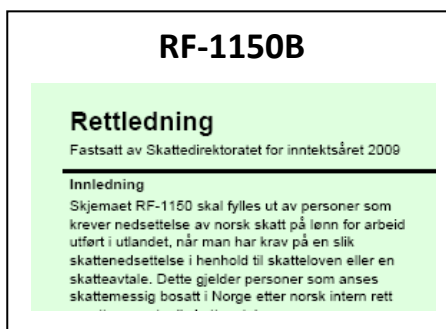 RF-1150B
Rettledning
Fastsatt av Skattedirektoratet for inntektsåret 2009
Innledning
Skjemaet RF-1150 skal fylles ut av personer som
krever nedsettelse av norsk skatt på lønn for arbeid
utført i utlandet, når man har krav på en slik
skattenedsettelse i henhold til skatteloven eller en
skatteavtale. Dette gjelder personer som anses
skattemessig bosatt i Norge etter norsk intern rett